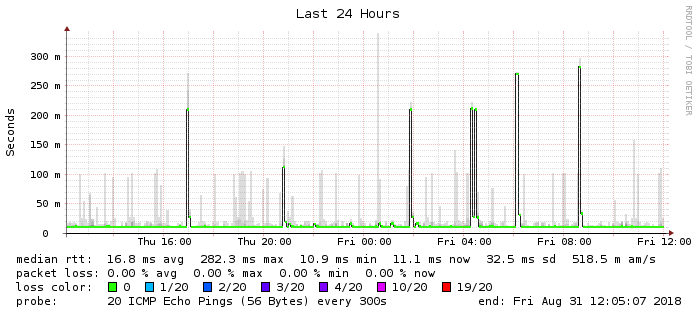 Last 24 Hours
RRDTOOL / TOBI OETIKER
Seconds
300 m
250 m
200 m
150 m
100 m
50 m
0
Thu 16:00 Thu 20:00 Fri 00:00 Fri 04:00 Fri 08:00 Fri 12:00
median rtt: 16.8 ms avg 282.3 ms max 10.9 ms min 11.1 ms now 32.5 ms sd 518.5 m am/s
packet loss: 0.00 % avg 0.00 % max 0.00 % min 0.00 % now
loss color: 0 1/20 2/20 3/20 4/20 10/20 19/20
probe: 20 ICMP Echo Pings (56 Bytes) every 300s end: Fri Aug 31 12:05:07 2018